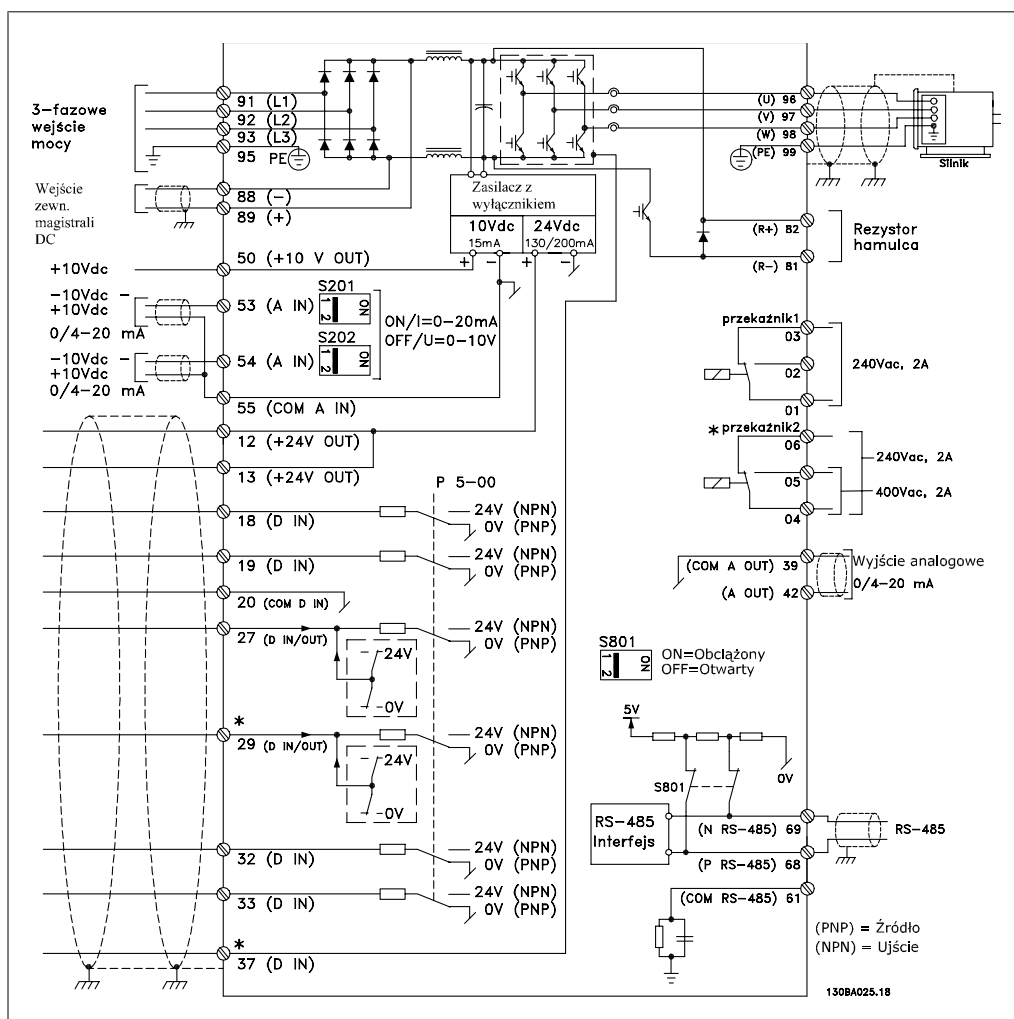 3-fazowe
wejście
mocy
91 (L1)
92 (L2)
93 (L3)
95 PE
Wejście
zewn.
magistrali
DC
88 (-)
89 (+)
Zasilacz z
wyłącznikiem
10Vdc
15mA
24Vdc
130/200mA
+ - + -
+10Vdc
50 (+10 V OUT)
-10Vdc -
+10Vdc
0/4-20 mA
53 (A IN)
S201
1 2
ON
ON/I=0-20mA
OFF/U=0-10V
-10Vdc -
+10Vdc
0/4-20 mA
54 (A IN)
S202
1 2
ON
55 (COM A IN)
12 (+24V OUT)
13 (+24V OUT)
P 5-00
18 (D IN)
24V (NPN)
0V (PNP)
19 (D IN)
24V (NPN)
0V (PNP)
20 (COM D IN)
27 (D IN/OUT)
24V (NPN)
0V (PNP)
24V
0V
*
29 (D IN/OUT)
24V (NPN)
0V (PNP)
24V
0V
32 (D IN)
24V (NPN)
0V (PNP)
33 (D IN)
24V (NPN)
0V (PNP)
*
37 (D IN)
(U) 96
(V) 97
(W) 98
(PE) 99
Silnik
(R+) 82
(R-) 81
Rezystor
hamulca
przekaźnik1
03
02
01
240Vac, 2A
* przekaźnik2
06
05
04
240Vac, 2A
400Vac, 2A
(COM A OUT) 39
(A OUT) 42
Wyjście analogowe
0/4-20 mA
S801
1 2
ON
ON=Obciążony
OFF=Otwarty
5V
0V
S801
RS-485
Interfejs
(N RS-485) 69
(P RS-485) 68
(COM RS-485) 61
RS-485
(PNP) = Źródło
(NPN) = Ujście
130BA025.18